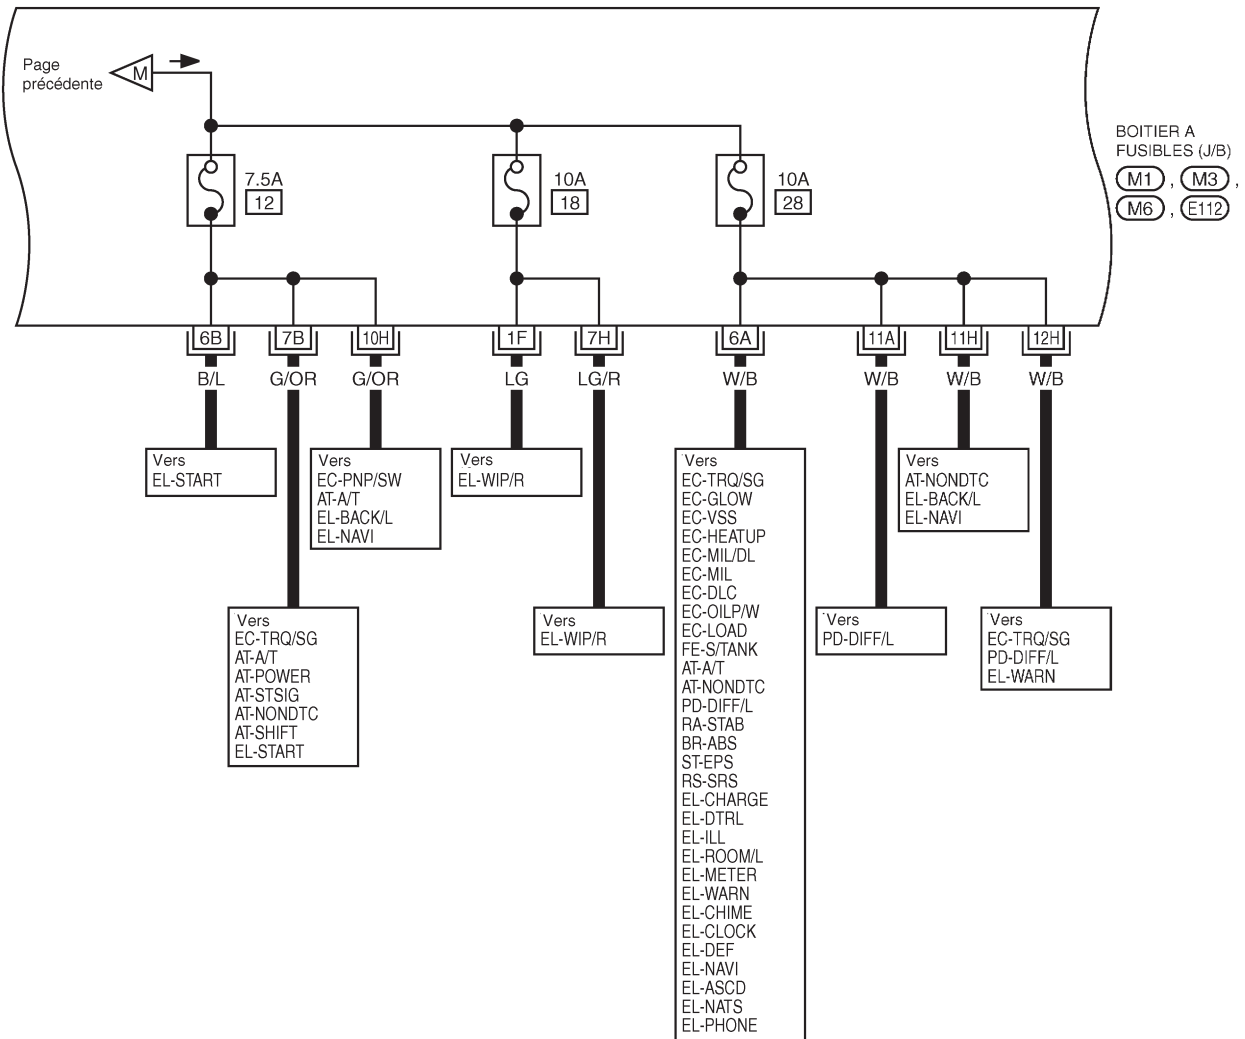 Page
précédente
M
BOITIER A
FUSIBLES (J/B)
M1 , M3 ,
M6 , E112
7.5A
12
10A
18
10A
28
6B
7B
10H
1F
7H
6A
11A
11H
12H
B/L
G/OR
G/OR
LG
LG/R
W/B
W/B
W/B
W/B
Vers
EL-START
Vers
EC-PNP/SW
AT-A/T
EL-BACK/L
EL-NAVI
Vers
EL-WIP/R
Vers
EC-TRQ/SG
EC-GLOW
EC-VSS
EC-HEATUP
EC-MIL/DL
EC-MIL
EC-DLC
EC-OILP/W
EC-LOAD
FE-S/TANK
AT-A/T
AT-NONDTC
PD-DIFF/L
RA-STAB
BR-ABS
ST-EPS
RS-SRS
EL-CHARGE
EL-DTRL
EL-ILL
EL-ROOM/L
EL-METER
EL-WARN
EL-CHIME
EL-CLOCK
EL-DEF
EL-NAVI
EL-ASCD
EL-NATS
EL-PHONE
Vers
AT-NONDTC
EL-BACK/L
EL-NAVI
Vers
EC-TRQ/SG
AT-A/T
AT-POWER
AT-STSIG
AT-NONDTC
AT-SHIFT
EL-START
Vers
EL-WIP/R
Vers
PD-DIFF/L
Vers
EC-TRQ/SG
PD-DIFF/L
EL-WARN